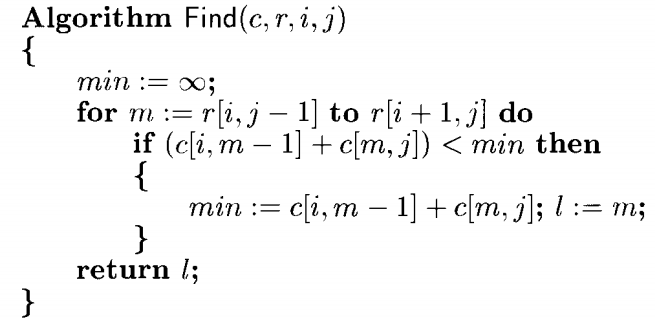 Algorithm Find(c, r, i, j)
{
min := ∞;
for m := r[i, j − 1] to r[i + 1, j] do
if (c[i, m − 1] + c[m, j]) < min then
{
min := c[i, m − 1] + c[m, j]; l := m;
}
return l;
}